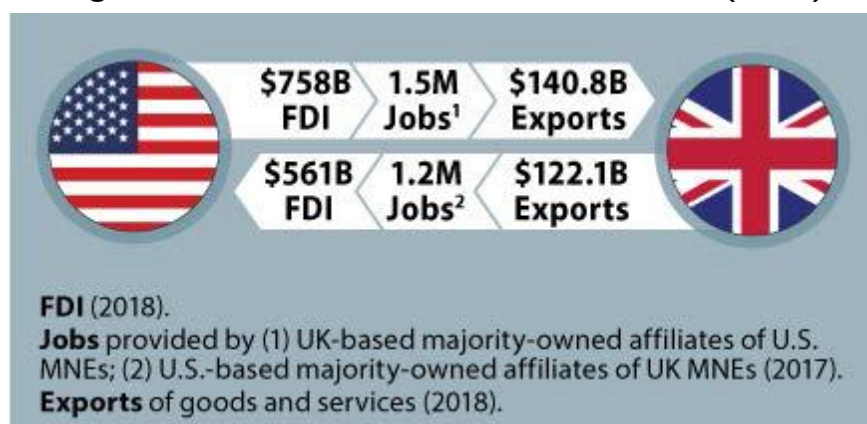 $758B 1.5M $140.8B
FDI Jobs¹ Exports
$561B 1.2M $122.1B
FDI Jobs² Exports
FDI (2018).
Jobs provided by (1) UK-based majority-owned affiliates of U.S.
MNEs; (2) U.S.-based majority-owned affiliates of UK MNEs (2017).
Exports of goods and services (2018).